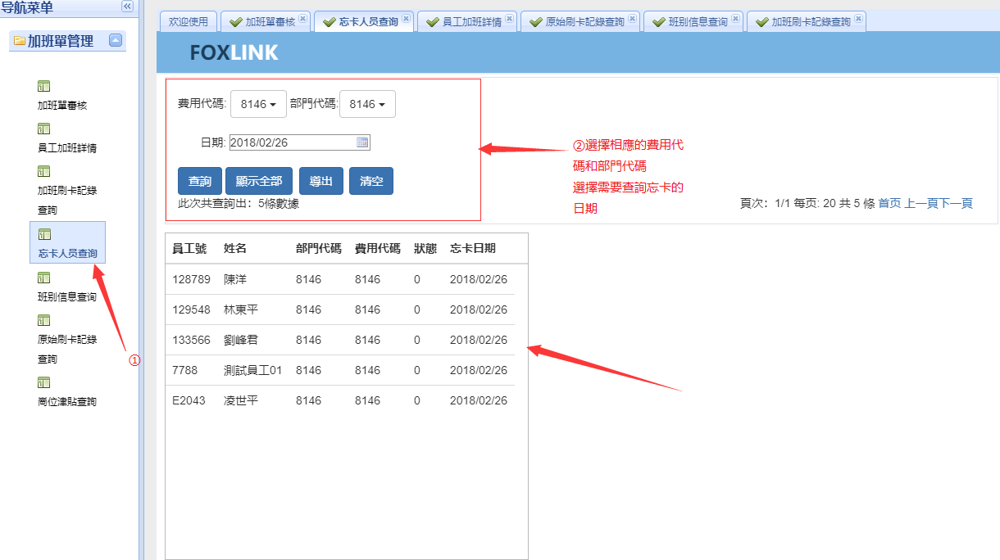 导航菜单
加班單管理
加班單審核
員工加班詳情
加班刷卡記錄
查詢
忘卡人员查询
班别信息查询
原始刷卡記錄
查詢
崗位津貼查詢
①
欢迎使用
加班單審核
忘卡人员查询
員工加班詳情
原始刷卡記錄查詢
班别信息查询
加班刷卡記錄查詢
FOXLINK
費用代碼: 8146 部門代碼: 8146
日期: 2018/02/26
查詢 顯示全部 導出 清空
此次共查詢出：5條數據
②選擇相應的費用代
碼和部門代碼
選擇需要查詢忘卡的
日期
頁次：1/1 每页: 20 共 5 條 首页 上一頁下一頁
員工號 姓名 部門代碼 費用代碼 狀態 忘卡日期
128789 陳洋 8146 8146 0 2018/02/26
129548 林東平 8146 8146 0 2018/02/26
133566 劉峰君 8146 8146 0 2018/02/26
7788 測試員工01 8146 8146 0 2018/02/26
E2043 凌世平 8146 8146 0 2018/02/26